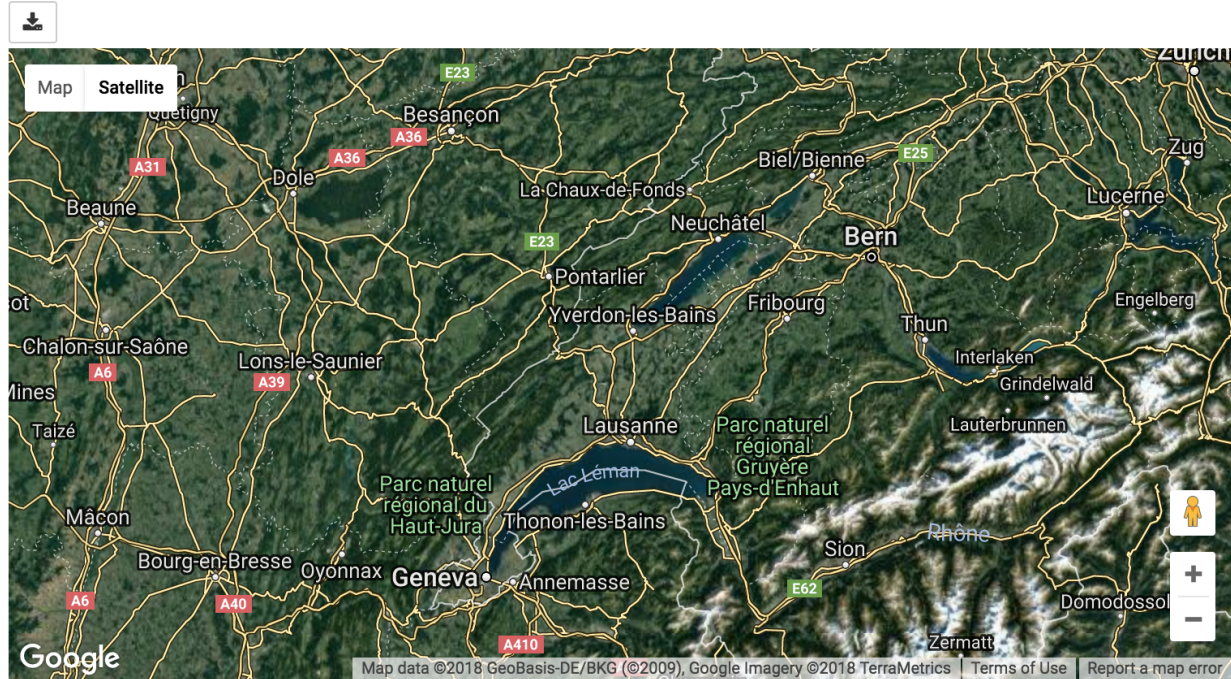 Zürich
Map
Satellite
E23
Quetigny
Besançon
A36
E25
Biel/Bienne
Zug
A31
A36
Dole
La Chaux-de-Fonds
Lucerne
Beaune
Neuchâtel
Bern
E23
Pontarlier
Engelberg
Yverdon-les-Bains
Fribourg
Thun
Chalon-sur-Saône
Lons-le-Saunier
Interlaken
A6
A39
Grindelwald
Mines
Lausanne
Parc naturel
régional
Gruyère
Pays-d'Enhaut
Lauterbrunnen
Taizé
Lac Léman
Parc naturel
régional du
Haut-Jura
Mâcon
Thonon-les-Bains
Rhône
Sion
Bourg-en-Bresse
Oyonnax
Geneva
Annemasse
E62
A6
A40
Domodossol
A410
Zermatt
Google
Map data ©2018 GeoBasis-DE/BKG (©2009), Google Imagery ©2018 TerraMetrics
Terms of Use
Report a map error